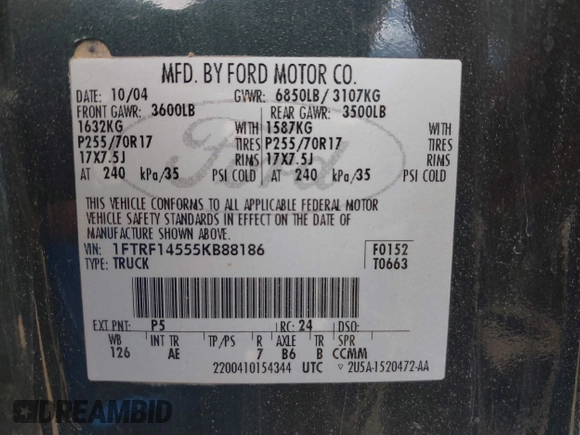 MFD. BY FORD MOTOR CO.
DATE: 10/04 GVWR: 6850LB/ 3107KG
FRONT GAWR: 3600LB REAR GAWR: 3500LB
1632KG WITH 1587KG WITH
P255/70R17 TIRES P255/70R17 TIRES
17X7.5J RIMS 17X7.5J RIMS
AT 240 kPa/35 PSI COLD AT 240 kPa/35 PSI COLD
THIS VEHICLE CONFORMS TO ALL APPLICABLE FEDERAL MOTOR
VEHICLE SAFETY STANDARDS IN EFFECT ON THE DATE OF
MANUFACTURE SHOWN ABOVE.
VIN: 1FTRF14555KB88186 F0152
TYPE: TRUCK T0663
EXT PNT: P5 RC: 24 DSO:
WB INT TR TP/PS R AXLE TR SPR
126 AE 7 B6 B CCMM
2200410154344 UTC ▽ 2U5A-1520472-AA
Ford
DREAMBID